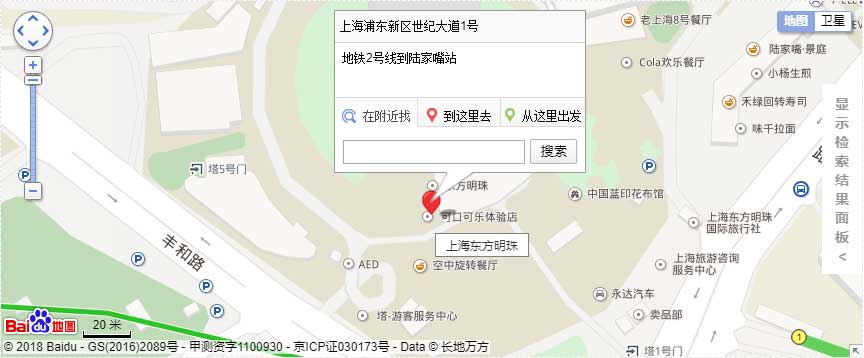 上海浦东新区世纪大道1号
地铁2号线到陆家嘴站
在附近找
到这里去
从这里出发
搜索
地图
卫星
老上海8号餐厅
陆家嘴·景庭
Cola欢乐餐厅
小杨生煎
禾绿回转寿司
味千拉面
显示检索结果面板
<
塔5号门
东方明珠
可口可乐体验店
中国蓝印花布馆
上海东方明珠
国际旅行社
上海东方明珠
丰和路
AED
空中旋转餐厅
上海旅游咨询
服务中心
永达汽车
塔-游客服务中心
卖品部
塔1号门
1
P
P
P
P
Bai du 地图
20 米
© 2018 Baidu - GS(2016)2089号 - 甲测资字1100930 - 京ICP证030173号 - Data © 长地万方